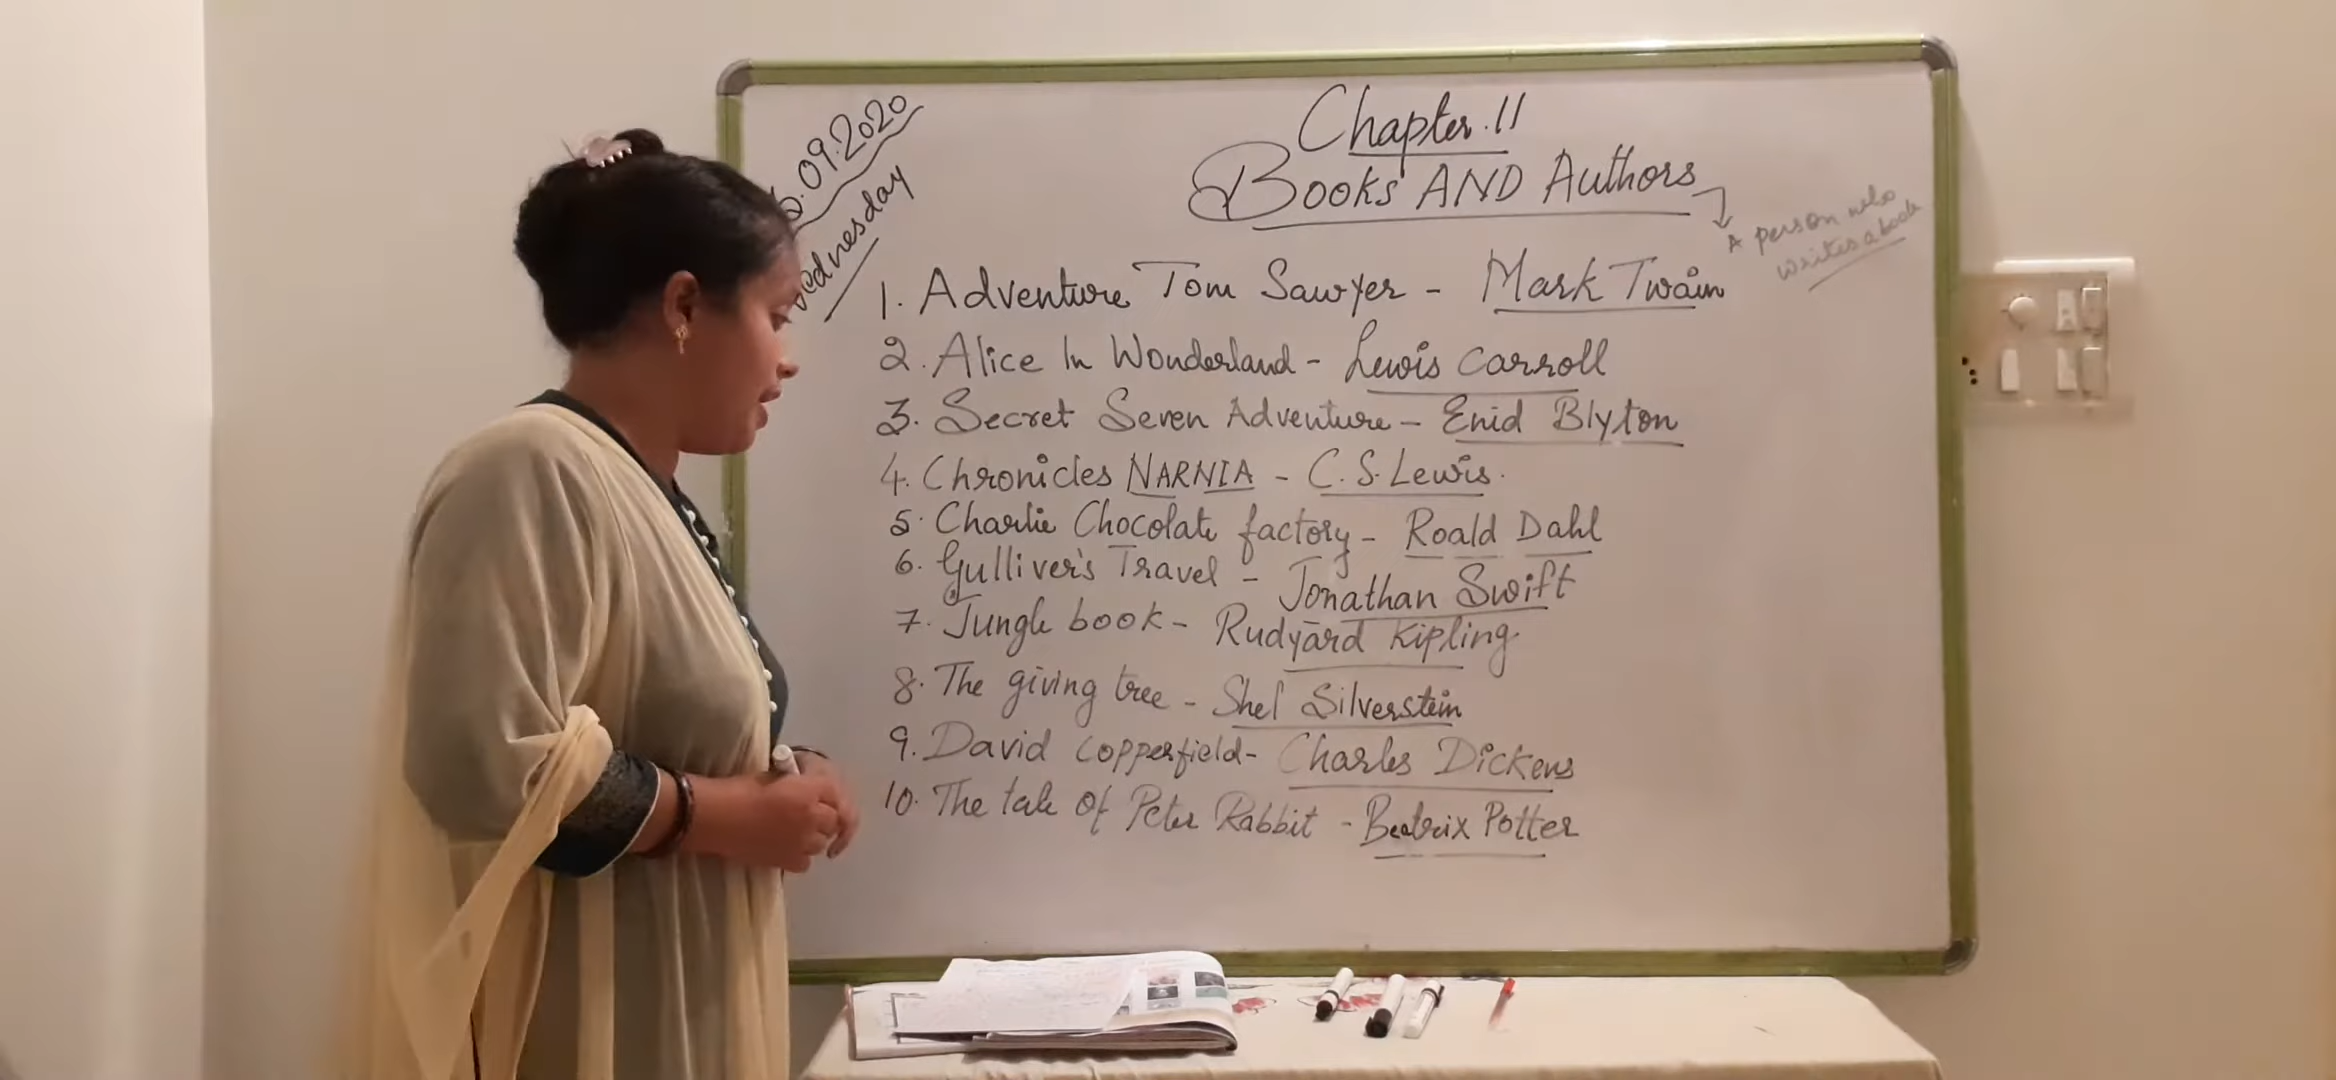 .09.2020
Wednesday
Chapter.11
Books AND Authors
A person who
writes a book
1. Adventure Tom Sawyer - Mark Twain
2. Alice In Wonderland - Lewis Carroll
3. Secret Seven Adventure - Enid Blyton
4. Chronicles NARNIA - C.S. Lewis.
5. Charlie Chocolate factory - Roald Dahl
6. Gulliver's Travel - Jonathan Swift
7. Jungle book - Rudyard Kipling
8. The giving tree - Shel Silverstein
9. David Copperfield - Charles Dickens
10. The tale Of Peter Rabbit - Beatrix Potter